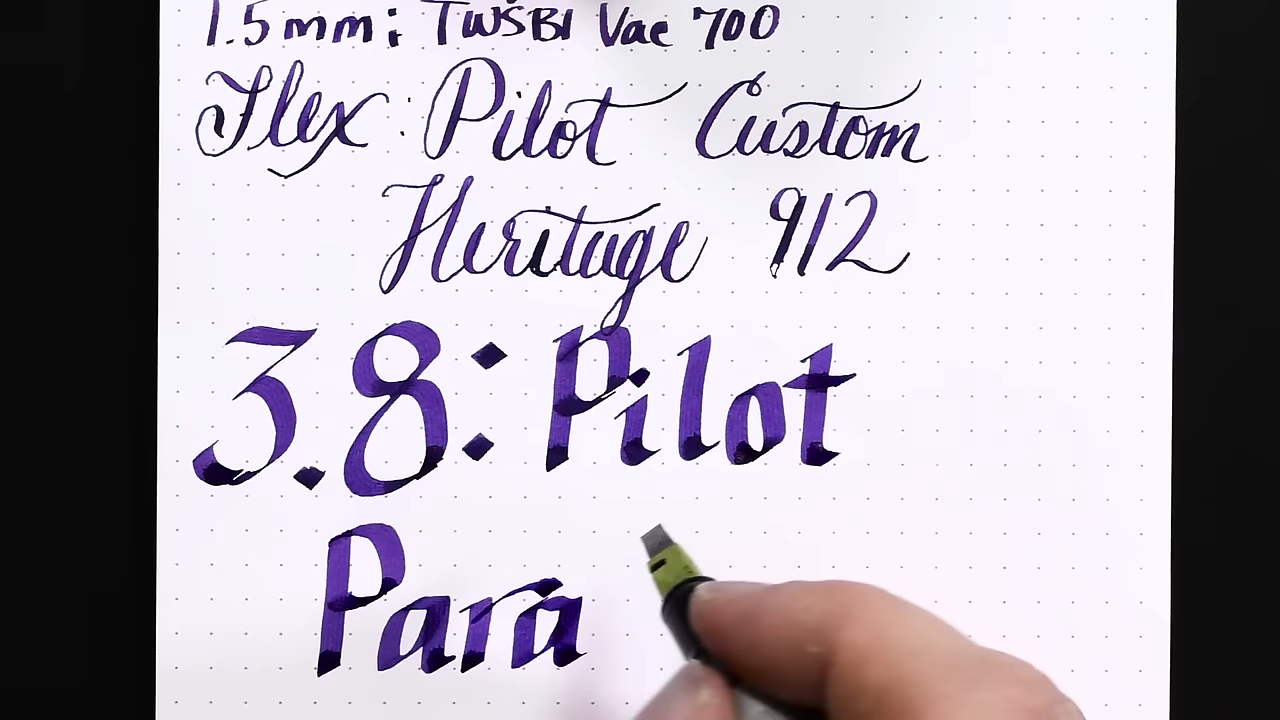 1.5mm: TWSBI Vac 700
Flex: Pilot Custom
Heritage 912
3.8: Pilot
Para